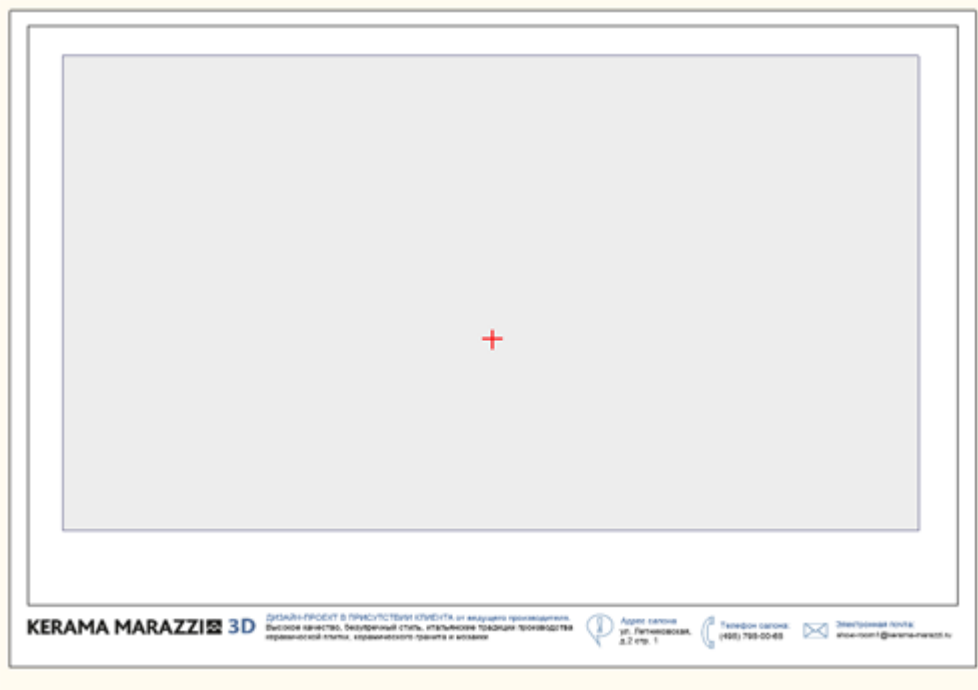 KERAMA MARAZZI 3D
ДИЗАЙН-ПРОЕКТ В ПРИСУТСТВИИ КЛИЕНТА от ведущего производителя.
Высокое качество, безупречный стиль, итальянские традиции производства
керамической плитки, керамического гранита и мозаики
Адрес салона
ул. Летниковская,
д.2 стр. 1
Телефон салона:
(495) 795-00-65
Электронная почта:
show-room1@kerama-marazzi.ru